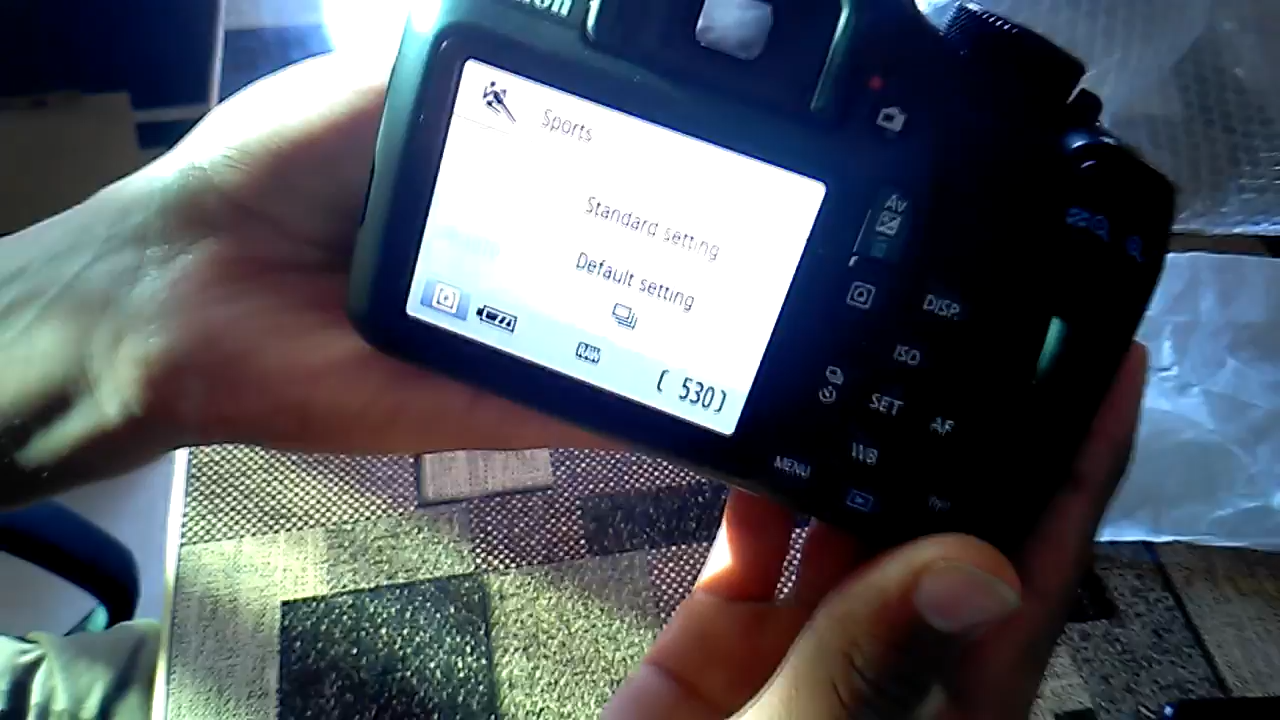 Sports
Standard setting
Default setting
RAW
[ 530]
Av
DISP.
ISO
SET
AF
WB
MENU